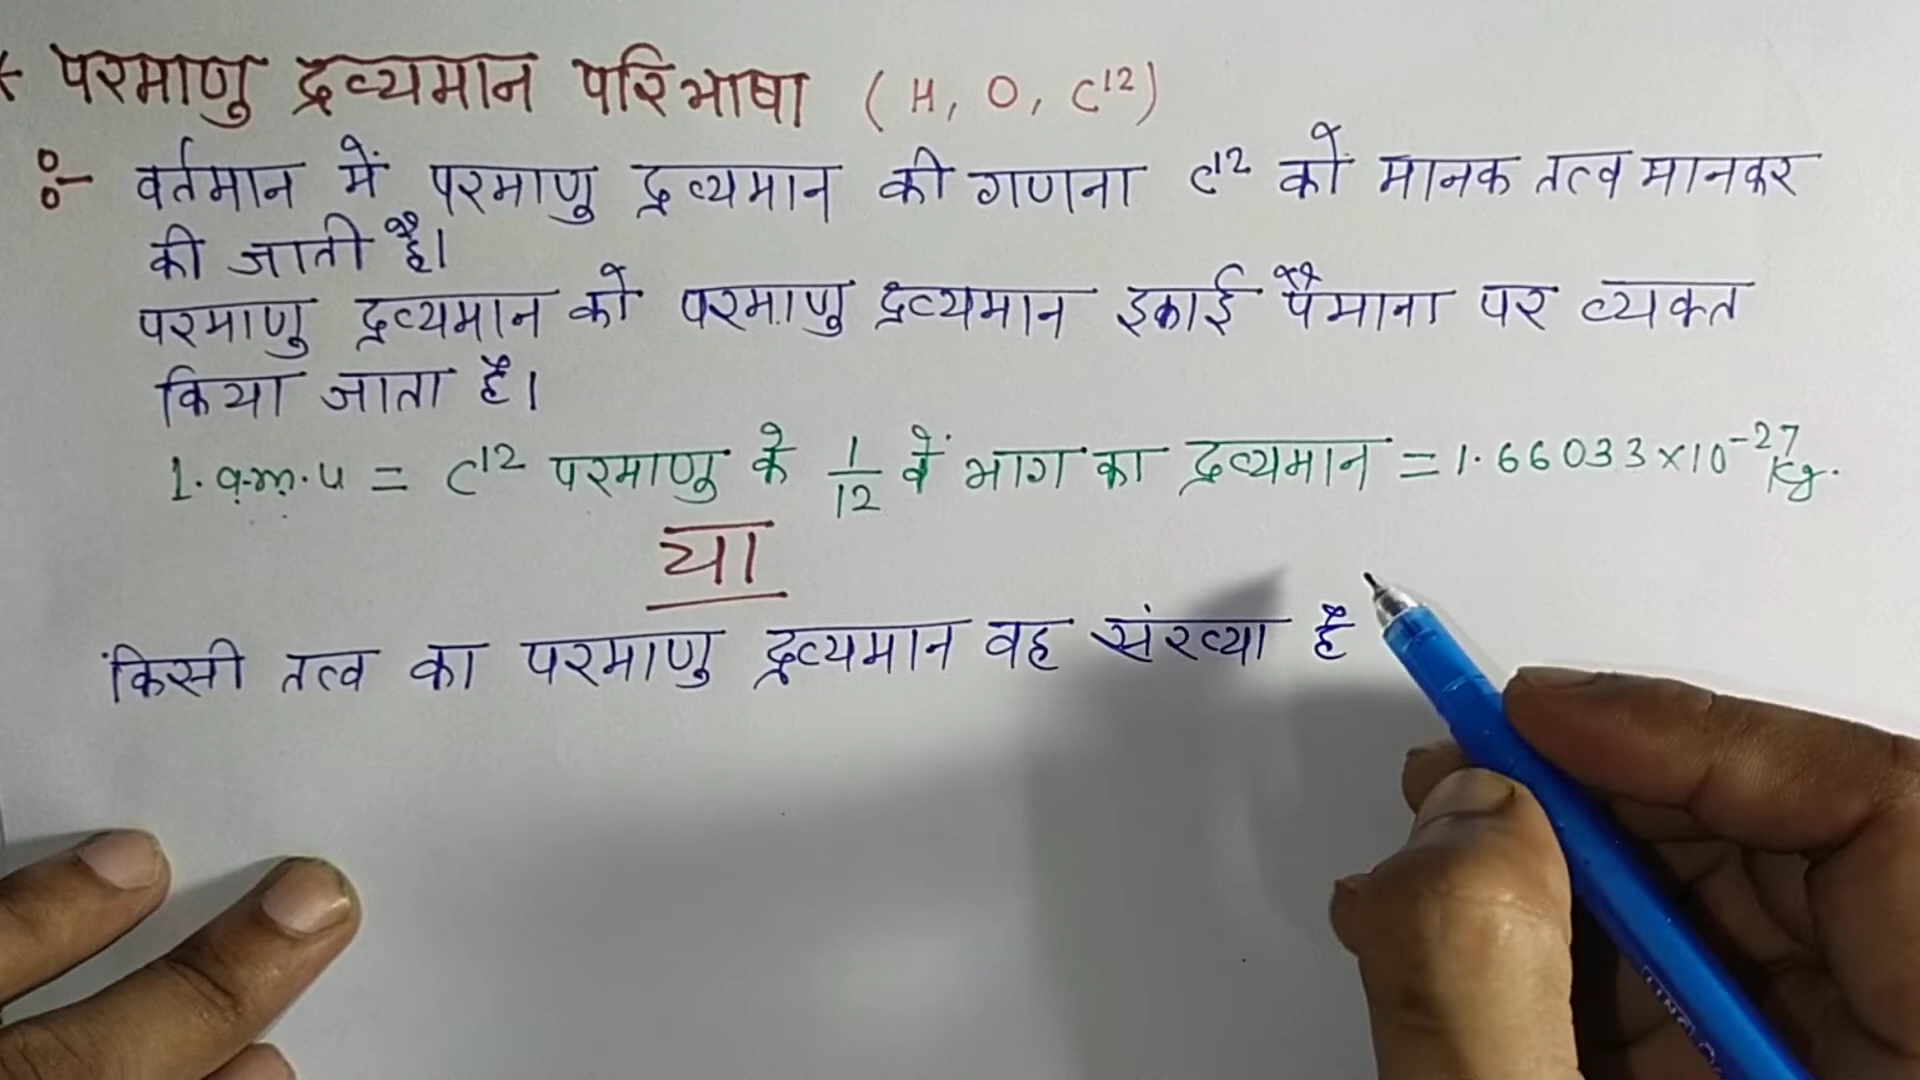 * परमाणु द्रव्यमान परिभाषा (H, O, C¹²)
:- वर्तमान में परमाणु द्रव्यमान की गणना C¹² को मानक तत्व मानकर
की जाती है।
परमाणु द्रव्यमान को परमाणु द्रव्यमान इकाई पैमाना पर व्यक्त
किया जाता है।
1. a.m.u = C¹² परमाणु के 1/12 वें भाग का द्रव्यमान = 1.66033×10⁻²⁷ Kg.
या
किसी तत्व का परमाणु द्रव्यमान वह संख्या है